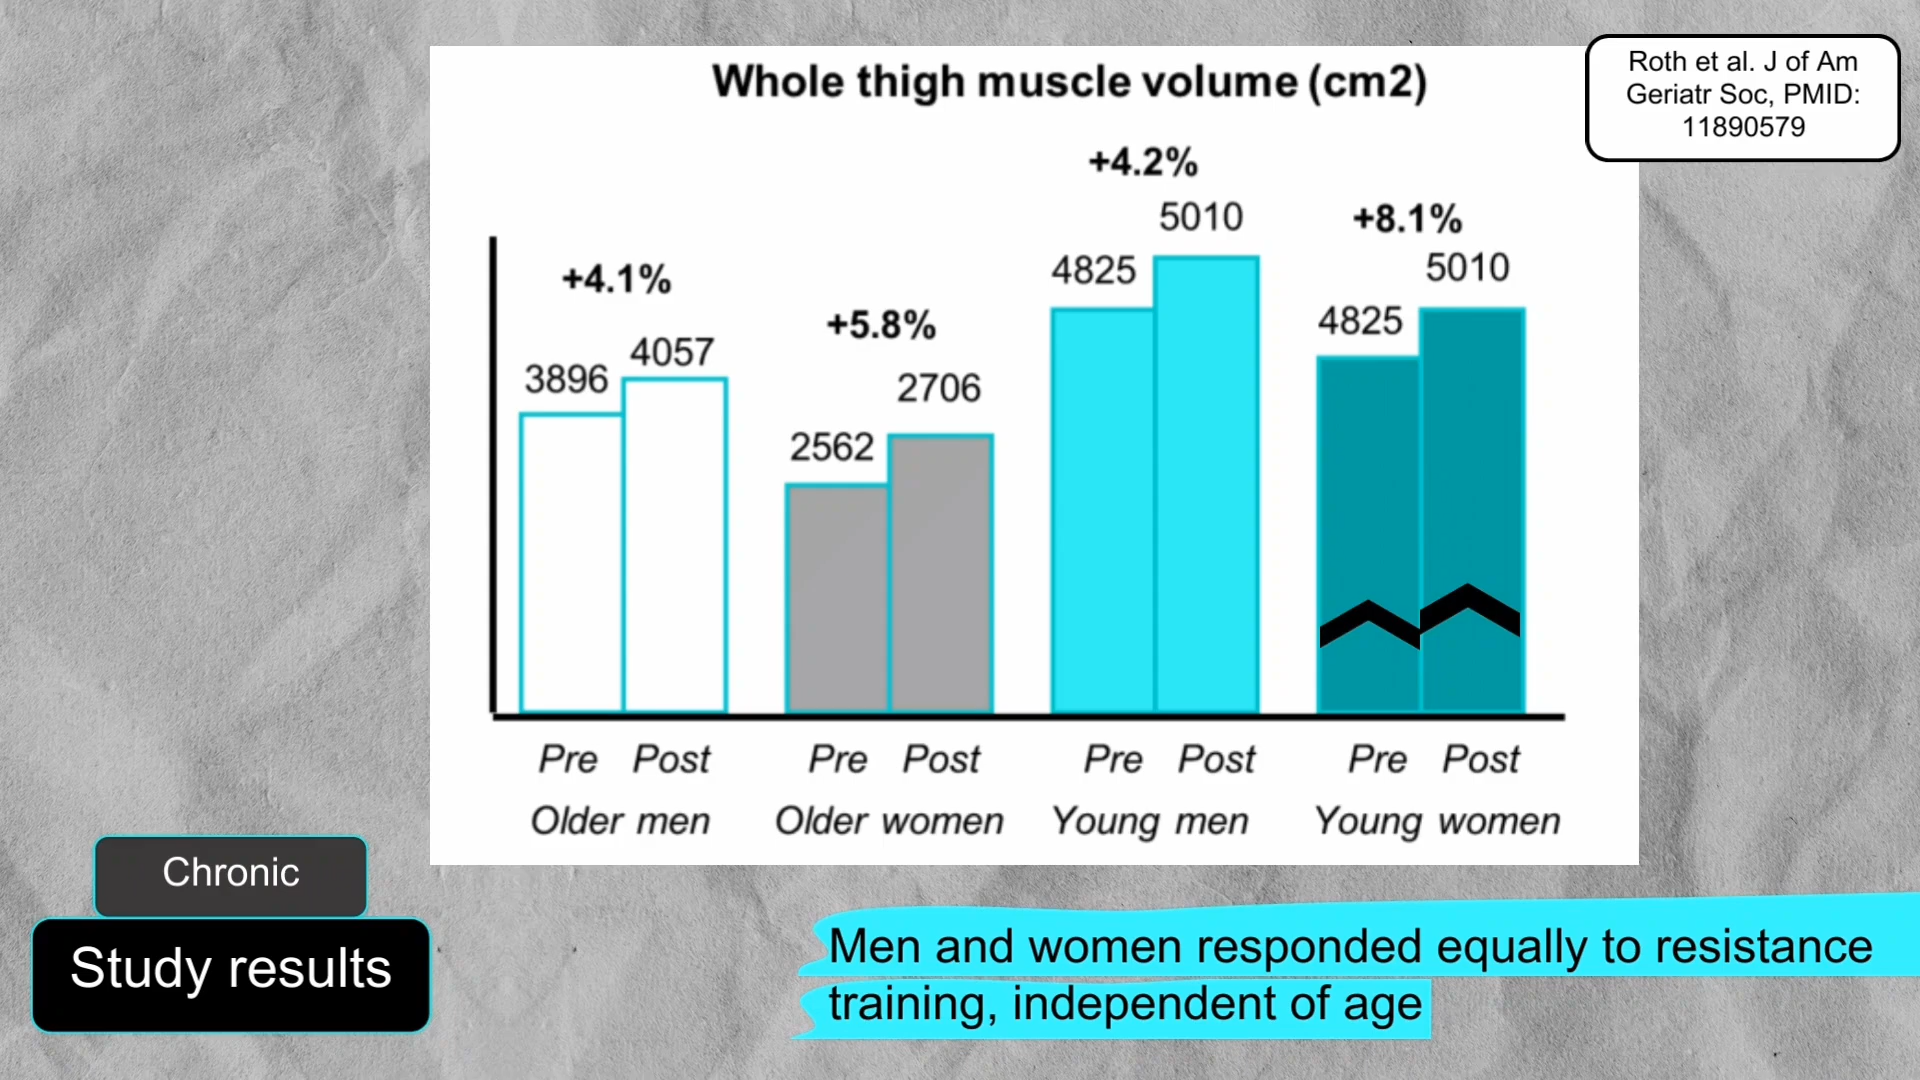 Whole thigh muscle volume (cm2)
Roth et al. J of Am
Geriatr Soc, PMID:
11890579
+4.1%
3896
4057
+5.8%
2562
2706
+4.2%
4825
5010
+8.1%
4825
5010
Pre Post Pre Post Pre Post Pre Post
Older men Older women Young men Young women
Chronic
Study results
Men and women responded equally to resistance
training, independent of age